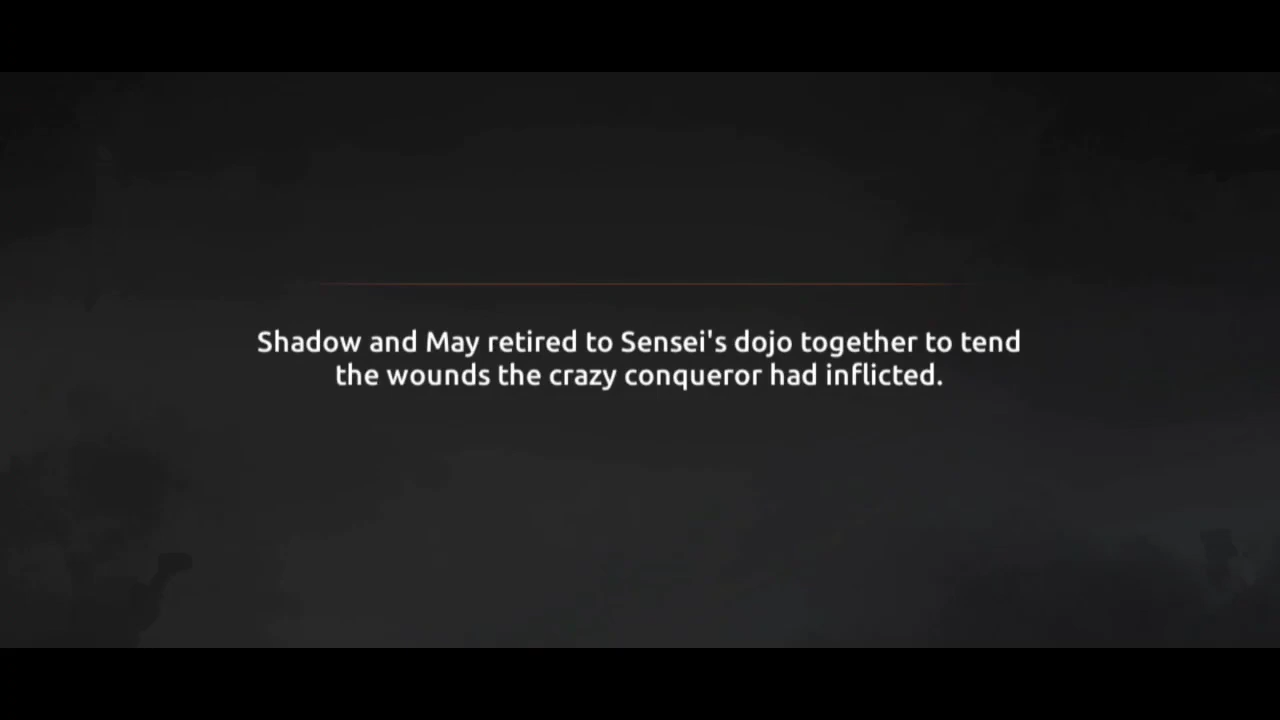 Shadow and May retired to Sensei's dojo together to tend
the wounds the crazy conqueror had inflicted.